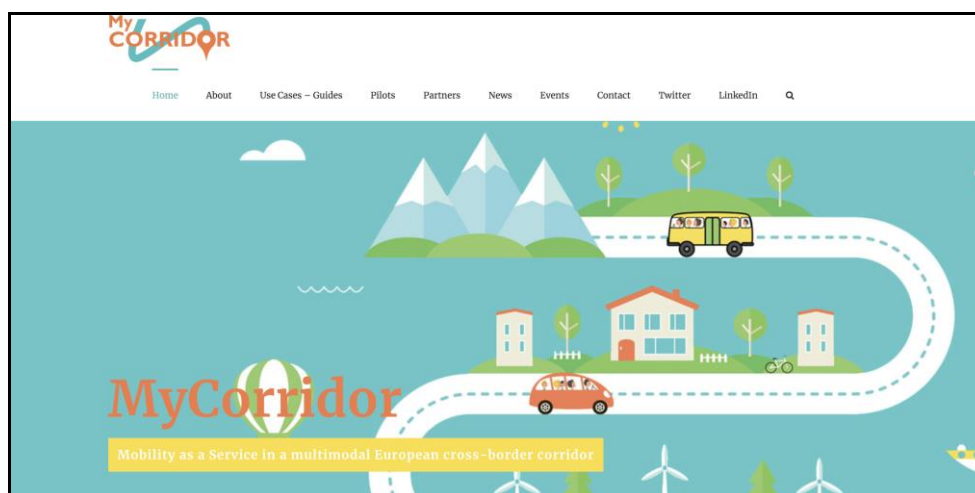 My
CORRIDOR
Home About Use Cases – Guides Pilots Partners News Events Contact Twitter LinkedIn
MyCorridor
Mobility as a Service in a multimodal European cross-border corridor